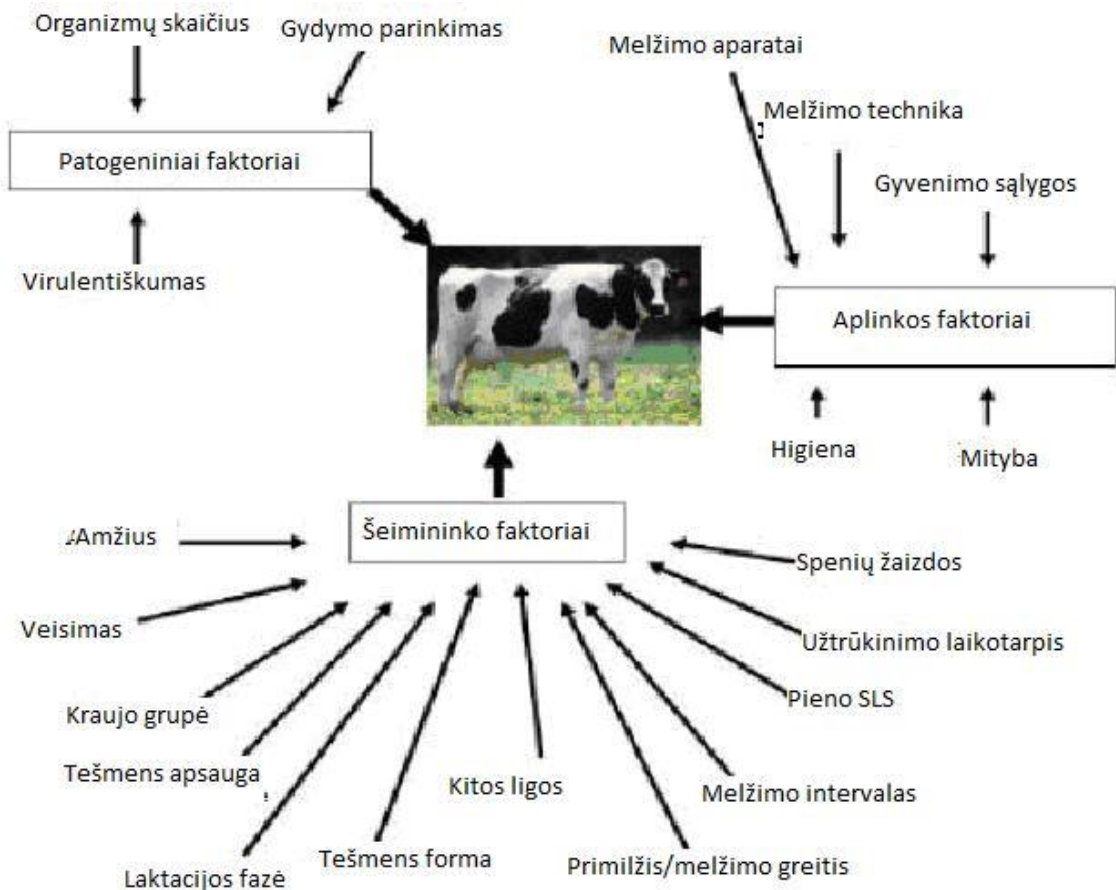 Organizmų skaičius
Gydymo parinkimas
Melžimo aparatai
Melžimo technika
Patogeniniai faktoriai
Gyvenimo sąlygos
Virulentiškumas
Aplinkos faktoriai
Higiena
Mityba
Šeimininko faktoriai
Amžius
Spenių žaizdos
Veisimas
Užtrūkinimo laikotarpis
Kraujo grupė
Pieno SLS
Tešmens apsauga
Kitos ligos
Melžimo intervalas
Laktacijos fazė
Tešmens forma
Primilžis/melžimo greitis